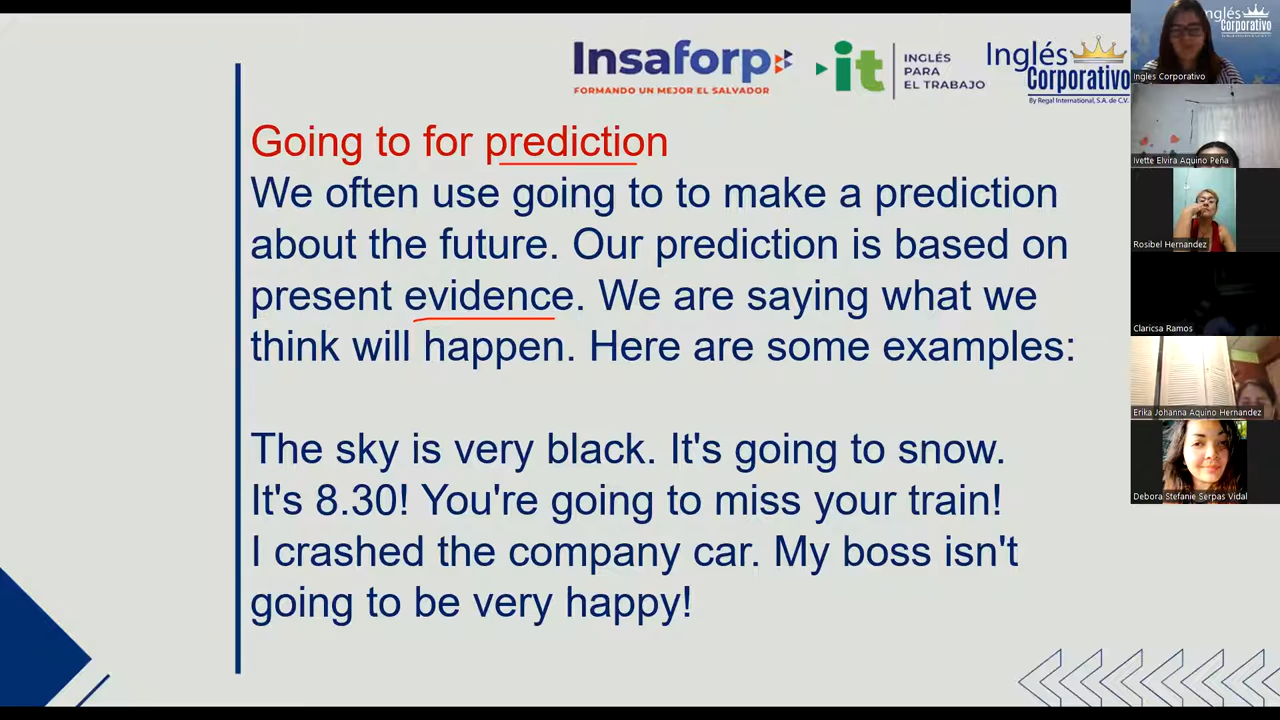 Insaforp
FORMANDO UN MEJOR EL SALVADOR
it
INGLÉS
PARA
EL TRABAJO
Inglés
Corporativo
By Regal International, S.A. de C.V.
Going to for prediction
We often use going to to make a prediction
about the future. Our prediction is based on
present evidence. We are saying what we
think will happen. Here are some examples:
The sky is very black. It's going to snow.
It's 8.30! You're going to miss your train!
I crashed the company car. My boss isn't
going to be very happy!
Inglés
Corporativo
Ingles Corporativo
Ivette Elvira Aquino Peña
Rosibel Hernandez
Claricsa Ramos
Erika Johanna Aquino Hernandez
Debora Stefanie Serpas Vidal